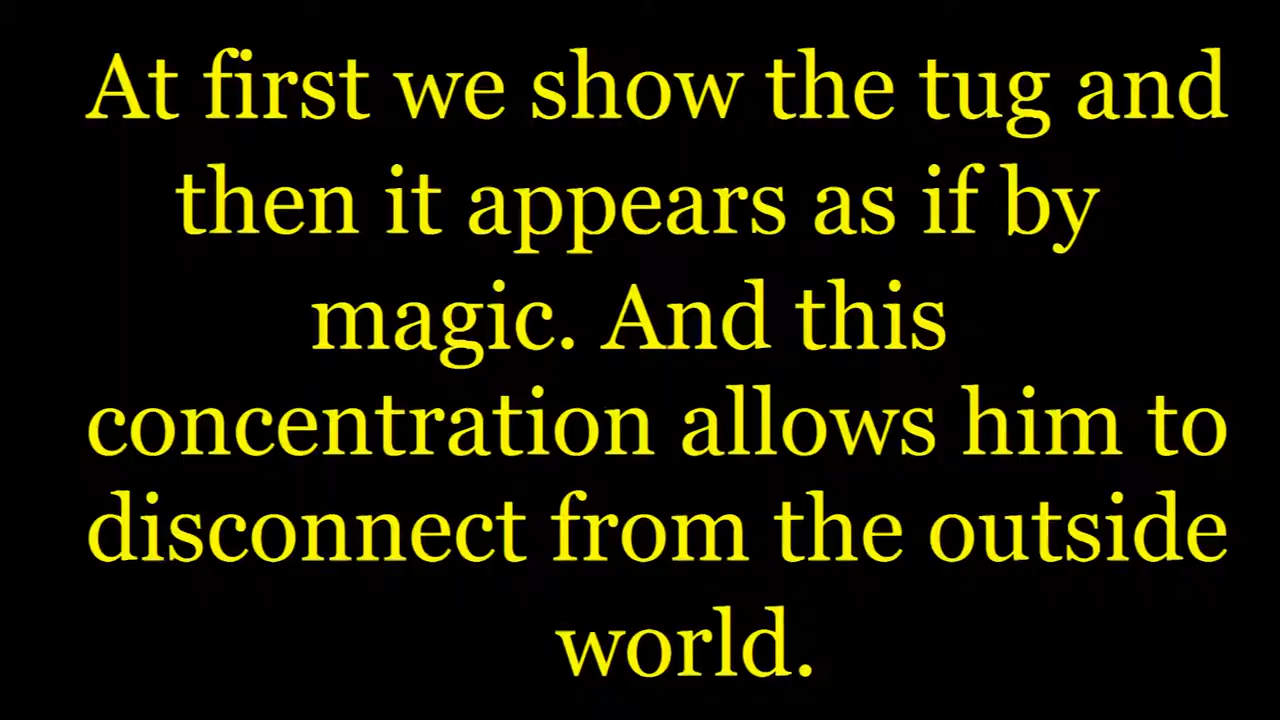 At first we show the tug and
then it appears as if by
magic. And this
concentration allows him to
disconnect from the outside
world.